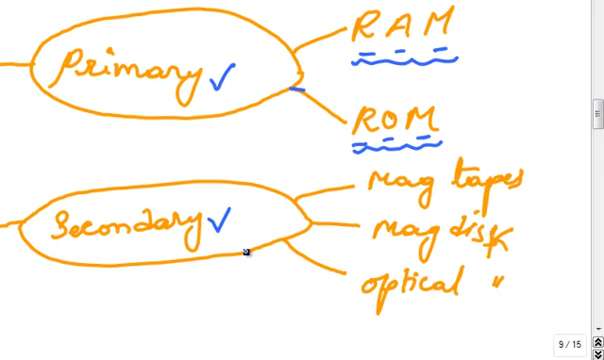 RAM
Primary
ROM
Mag tapes
Secondary
Mag disk
optical "
9 / 15